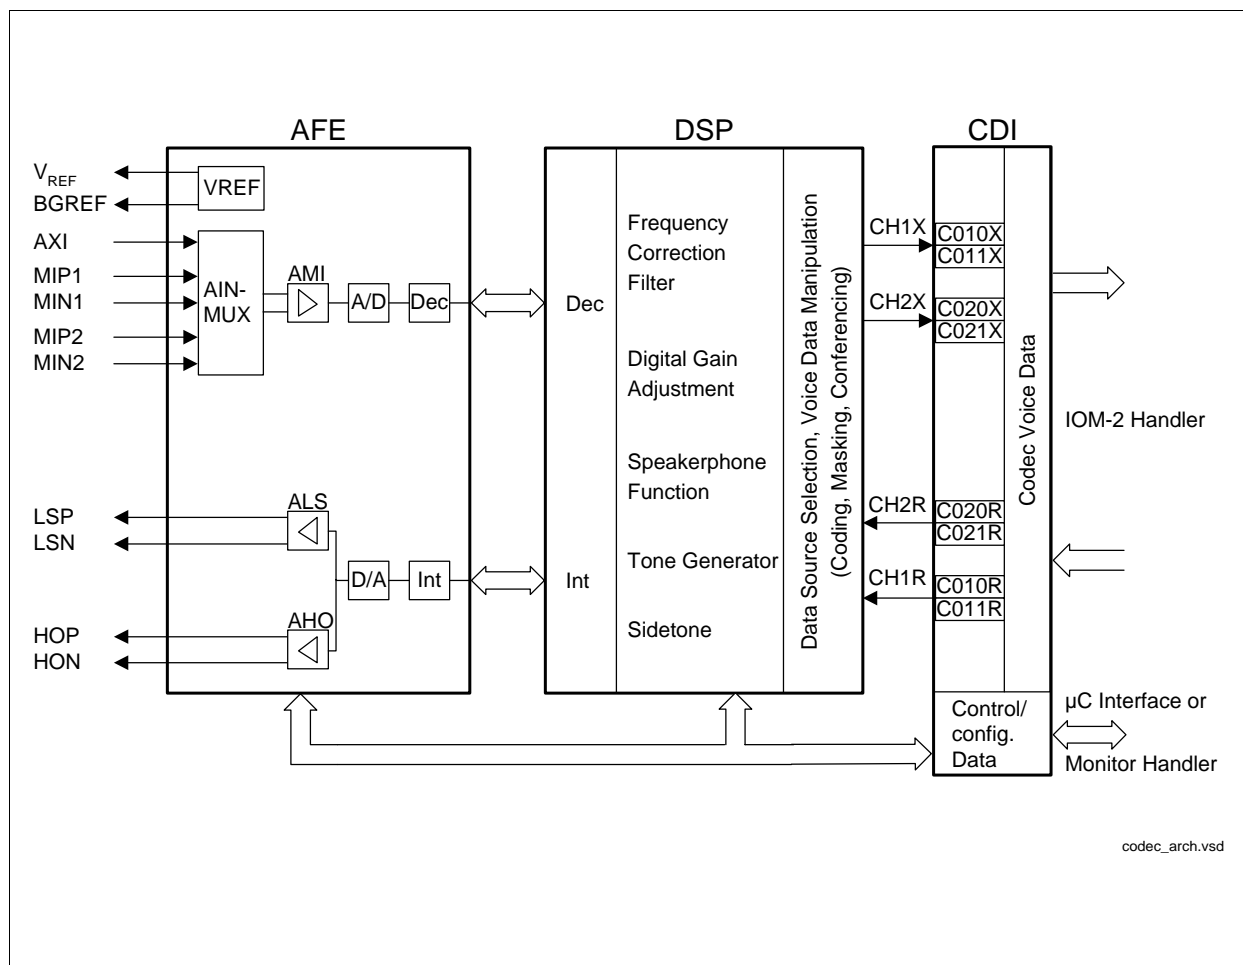 AFE
DSP
CDI
VREF
BGREF
AXI
MIP1
MIN1
MIP2
MIN2
LSP
LSN
HOP
HON
VREF
AIN-
MUX
AMI
A/D
Dec
ALS
AHO
D/A
Int
Dec
Int
Frequency
Correction
Filter
Digital Gain
Adjustment
Speakerphone
Function
Tone Generator
Sidetone
Data Source Selection, Voice Data Manipulation
(Coding, Masking, Conferencing)
CH1X
CH2X
CH2R
CH1R
C010X
C011X
C020X
C021X
C020R
C021R
C010R
C011R
Codec Voice Data
Control/
config.
Data
IOM-2 Handler
µC Interface or
Monitor Handler
codec_arch.vsd